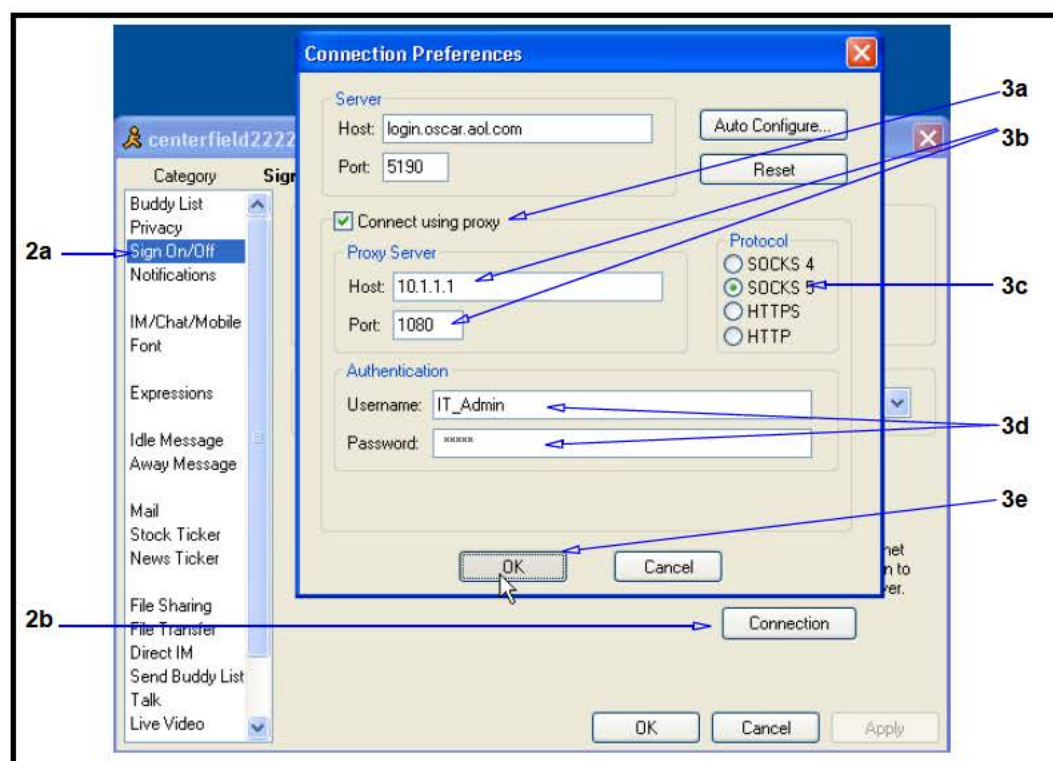 Connection Preferences
Server
Host: login.oscar.aol.com
Port: 5190
Auto Configure...
Reset
Connect using proxy
Proxy Server
Host: 10.1.1.1
Port: 1080
Protocol
SOCKS 4
SOCKS 5
HTTPS
HTTP
Authentication
Username: IT_Admin
Password: *****
OK
Cancel
centerfield2222
Category
Sign
Buddy List
Privacy
Sign On/Off
Notifications
IM/Chat/Mobile
Font
Expressions
Idle Message
Away Message
Mail
Stock Ticker
News Ticker
File Sharing
File Transfer
Direct IM
Send Buddy List
Talk
Live Video
Connection
OK
Cancel
Apply
2a
2b
3a
3b
3c
3d
3e